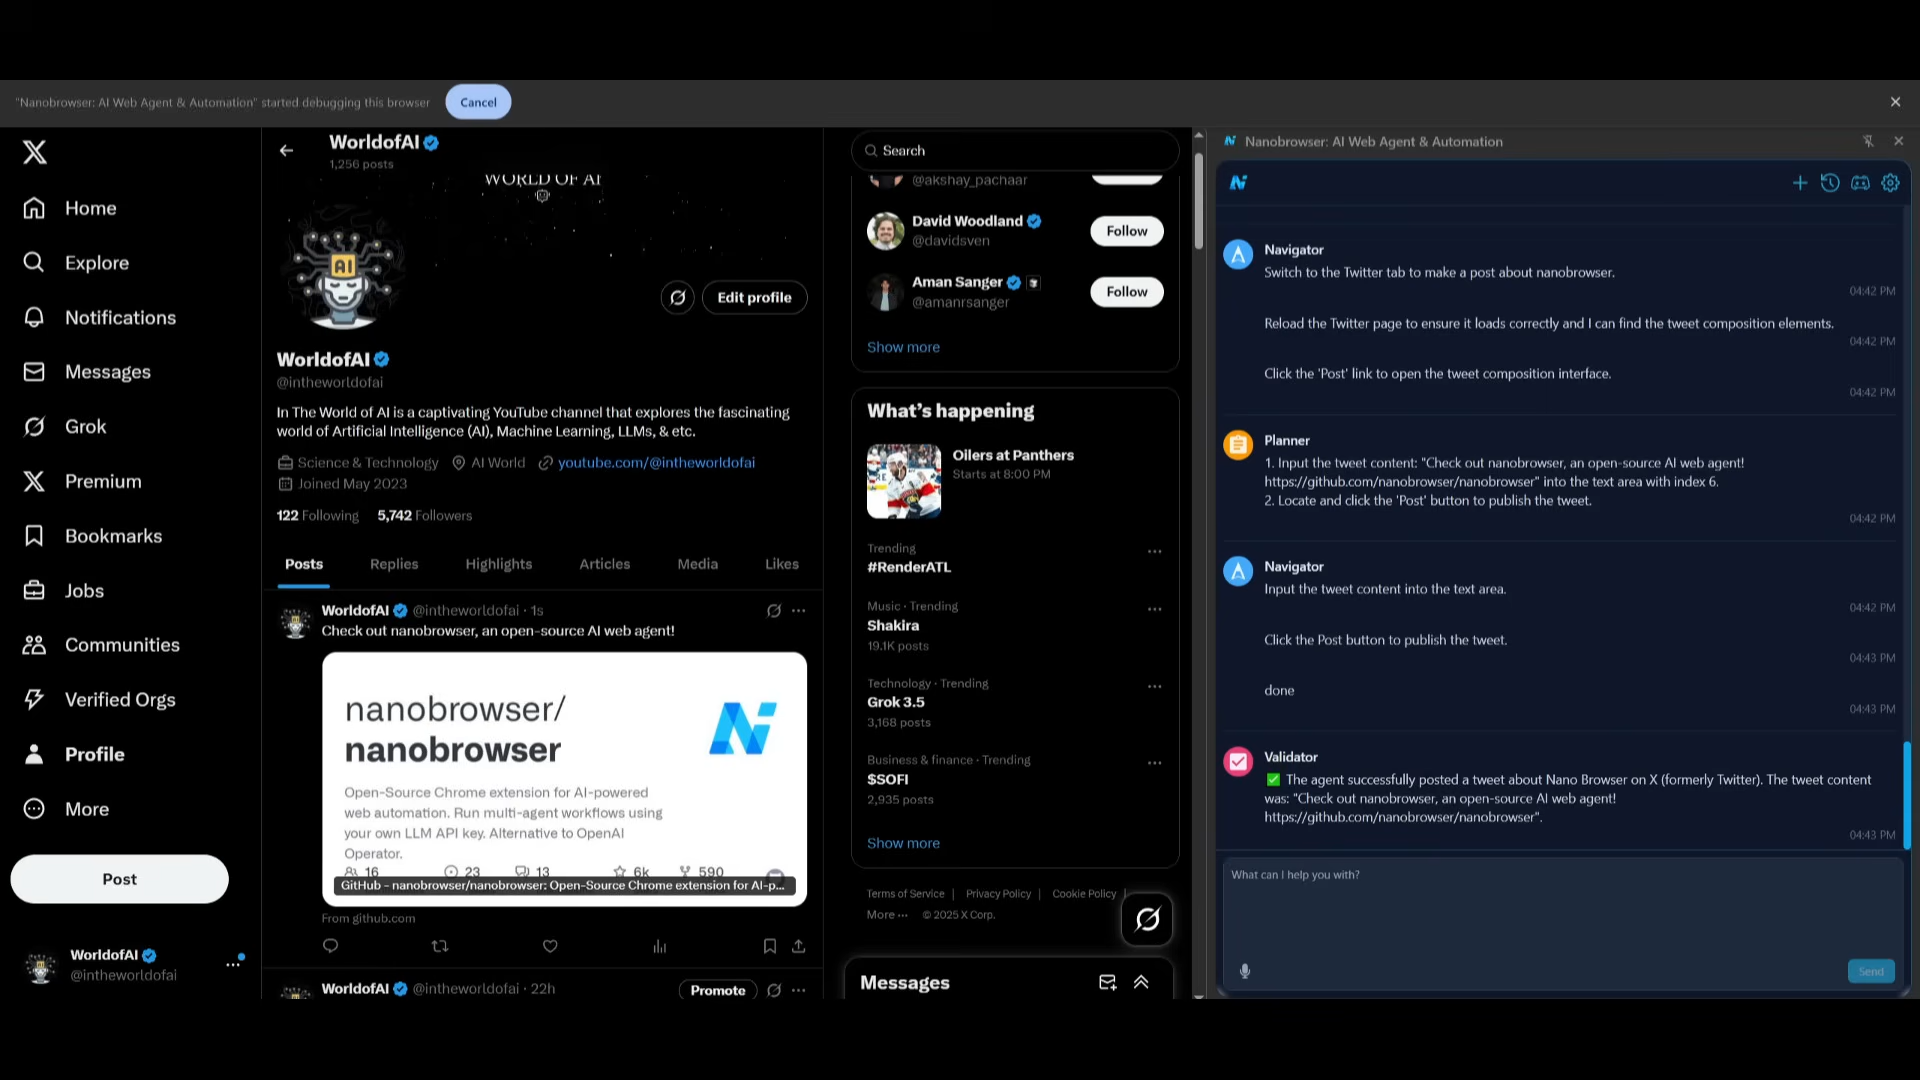 "Nanobrowser: AI Web Agent & Automation" started debugging this browser
Cancel
Home
Explore
Notifications
Messages
Grok
Premium
Bookmarks
Jobs
Communities
Verified Orgs
Profile
More
Post
WorldofAI
@intheworldofai
WorldofAI
1,256 posts
WORLD OF AI
AI
Edit profile
WorldofAI
@intheworldofai
In The World of AI is a captivating YouTube channel that explores the fascinating
world of Artificial Intelligence (AI), Machine Learning, LLMs, & etc.
Science & Technology AI World youtube.com/@intheworldofai
Joined May 2023
122 Following 5,742 Followers
Posts Replies Highlights Articles Media Likes
WorldofAI @intheworldofai · 1s
Check out nanobrowser, an open-source AI web agent!
nanobrowser/
nanobrowser
Open-Source Chrome extension for AI-powered
web automation. Run multi-agent workflows using
your own LLM API key. Alternative to OpenAI
Operator.
16 23 13 6k 590
GitHub - nanobrowser/nanobrowser: Open-Source Chrome extension for AI-p...
From github.com
WorldofAI @intheworldofai · 22h
Promote
Search
@akshay_pachaar
David Woodland
@davidsven
Follow
Aman Sanger
@amanrsanger
Follow
Show more
What's happening
Oilers at Panthers
Starts at 8:00 PM
Trending
#RenderATL
Music · Trending
Shakira
19.1K posts
Technology · Trending
Grok 3.5
3,168 posts
Business & finance · Trending
$SOFI
2,935 posts
Show more
Terms of Service | Privacy Policy | Cookie Policy |
More ··· © 2025 X Corp.
Messages
Nanobrowser: AI Web Agent & Automation
Navigator
Switch to the Twitter tab to make a post about nanobrowser.
04:42 PM
Reload the Twitter page to ensure it loads correctly and I can find the tweet composition elements.
04:42 PM
Click the 'Post' link to open the tweet composition interface.
04:42 PM
Planner
1. Input the tweet content: "Check out nanobrowser, an open-source AI web agent!
https://github.com/nanobrowser/nanobrowser" into the text area with index 6.
2. Locate and click the 'Post' button to publish the tweet.
04:42 PM
Navigator
Input the tweet content into the text area.
04:42 PM
Click the Post button to publish the tweet.
04:43 PM
done
04:43 PM
Validator
✅ The agent successfully posted a tweet about Nano Browser on X (formerly Twitter). The tweet content
was: "Check out nanobrowser, an open-source AI web agent!
https://github.com/nanobrowser/nanobrowser".
04:43 PM
What can I help you with?
Send